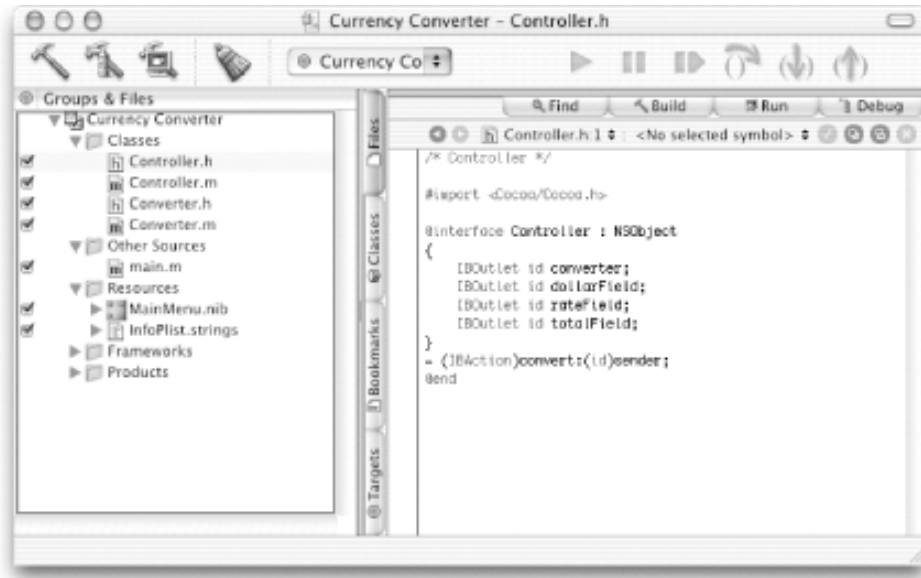 Currency Converter – Controller.h
Currency Co
Groups & Files
Currency Converter
Classes
Controller.h
Controller.m
Converter.h
Converter.m
Other Sources
main.m
Resources
MainMenu.nib
InfoPlist.strings
Frameworks
Products
Files
Classes
Bookmarks
Targets
Find
Build
Run
Debug
Controller.h:1
<No selected symbol>
/* Controller */
#import <Cocoa/Cocoa.h>
@interface Controller : NSObject
{
IBOutlet id converter;
IBOutlet id dollarField;
IBOutlet id rateField;
IBOutlet id totalField;
}
- (IBAction)convert:(id)sender;
@end